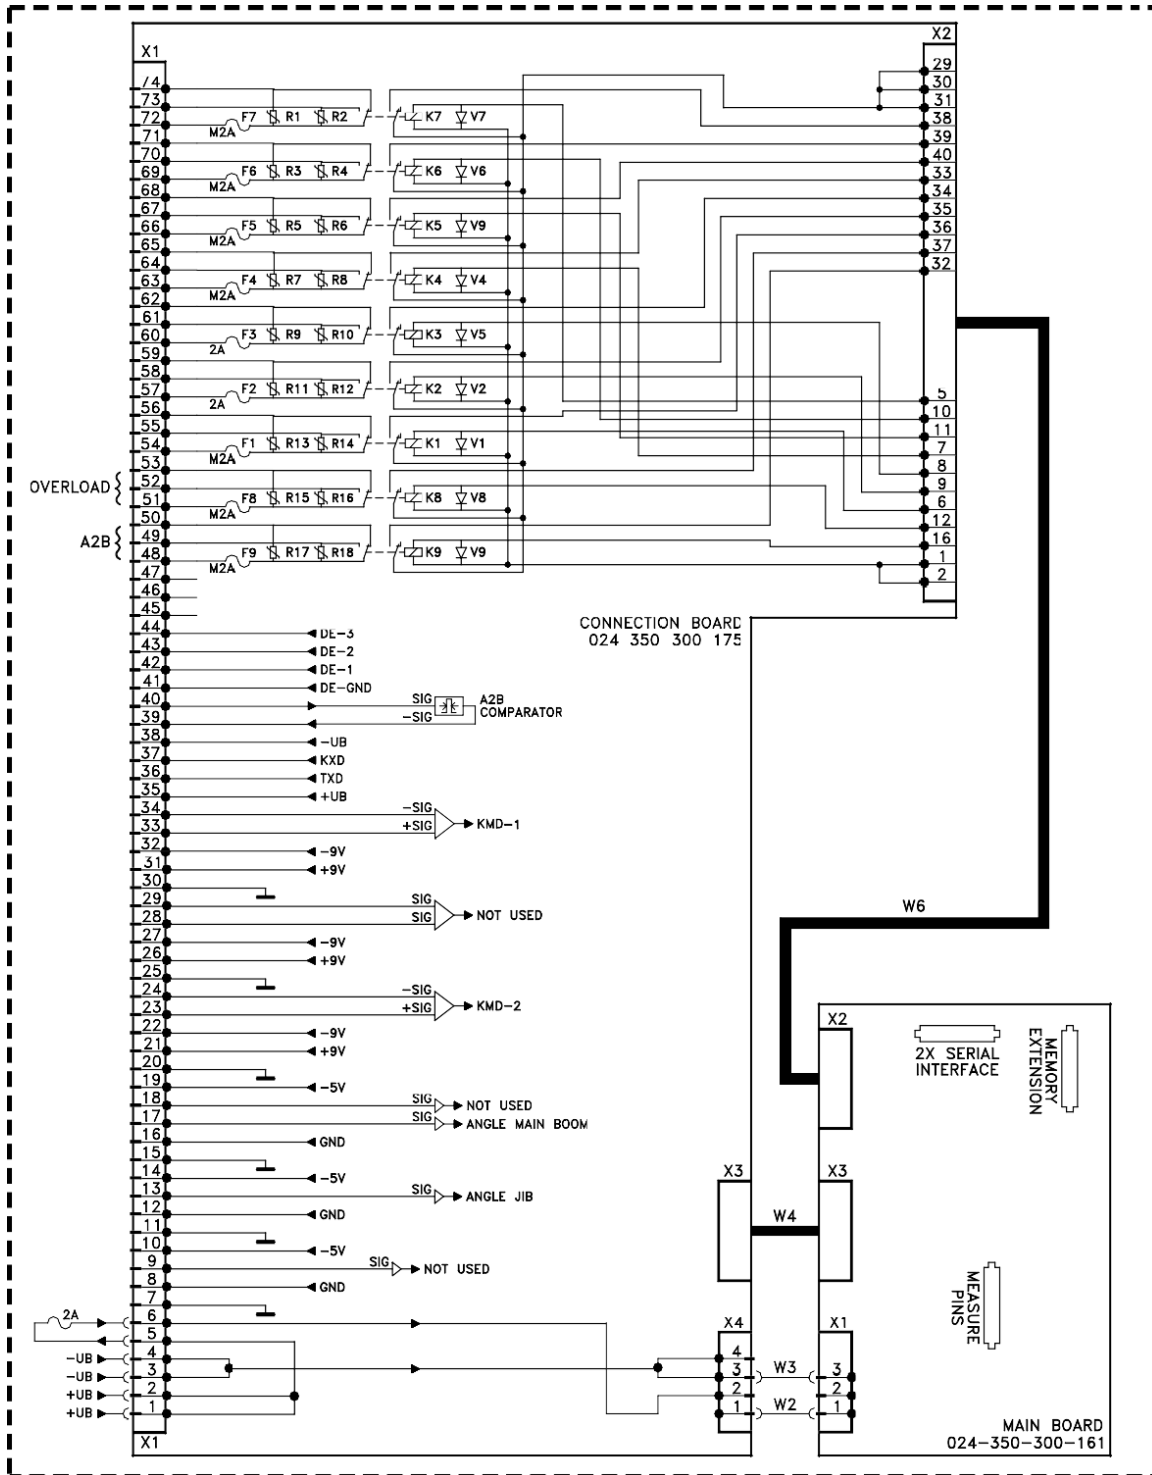 X1
X2
74
73
72
71
70
69
68
67
66
65
64
63
62
61
60
59
58
57
56
55
54
53
52
51
50
49
48
47
46
45
44
43
42
41
40
39
38
37
36
35
34
33
32
31
30
29
28
27
26
25
24
23
22
21
20
19
18
17
16
15
14
13
12
11
10
9
8
7
6
5
4
3
2
1
X1
F7 R1 R2 K7 V7
M2A
F6 R3 R4 K6 V6
M2A
F5 R5 R6 K5 V9
M2A
F4 R7 R8 K4 V4
M2A
F3 R9 R10 K3 V5
2A
F2 R11 R12 K2 V2
2A
F1 R13 R14 K1 V1
M2A
OVERLOAD
F8 R15 R16 K8 V8
M2A
A2B
F9 R17 R18 K9 V9
M2A
29
30
31
38
39
40
33
34
35
36
37
32
5
10
11
7
8
9
6
12
16
1
2
CONNECTION BOARD
024 350 300 175
DE-3
DE-2
DE-1
DE-GND
SIG
-SIG
A2B
COMPARATOR
-UB
KXD
TXD
+UB
-SIG
+SIG
KMD-1
-9V
+9V
SIG
SIG
NOT USED
-9V
+9V
-SIG
+SIG
KMD-2
-9V
+9V
-5V
SIG NOT USED
SIG ANGLE MAIN BOOM
GND
-5V
SIG ANGLE JIB
GND
-5V
SIG NOT USED
GND
2A
-UB
-UB
+UB
+UB
W6
X2
2X SERIAL
INTERFACE
MEMORY
EXTENSION
X3
X3
W4
MEASURE
PINS
X4
X1
4
3 W3 3
2 2
1 W2 1
MAIN BOARD
024-350-300-161